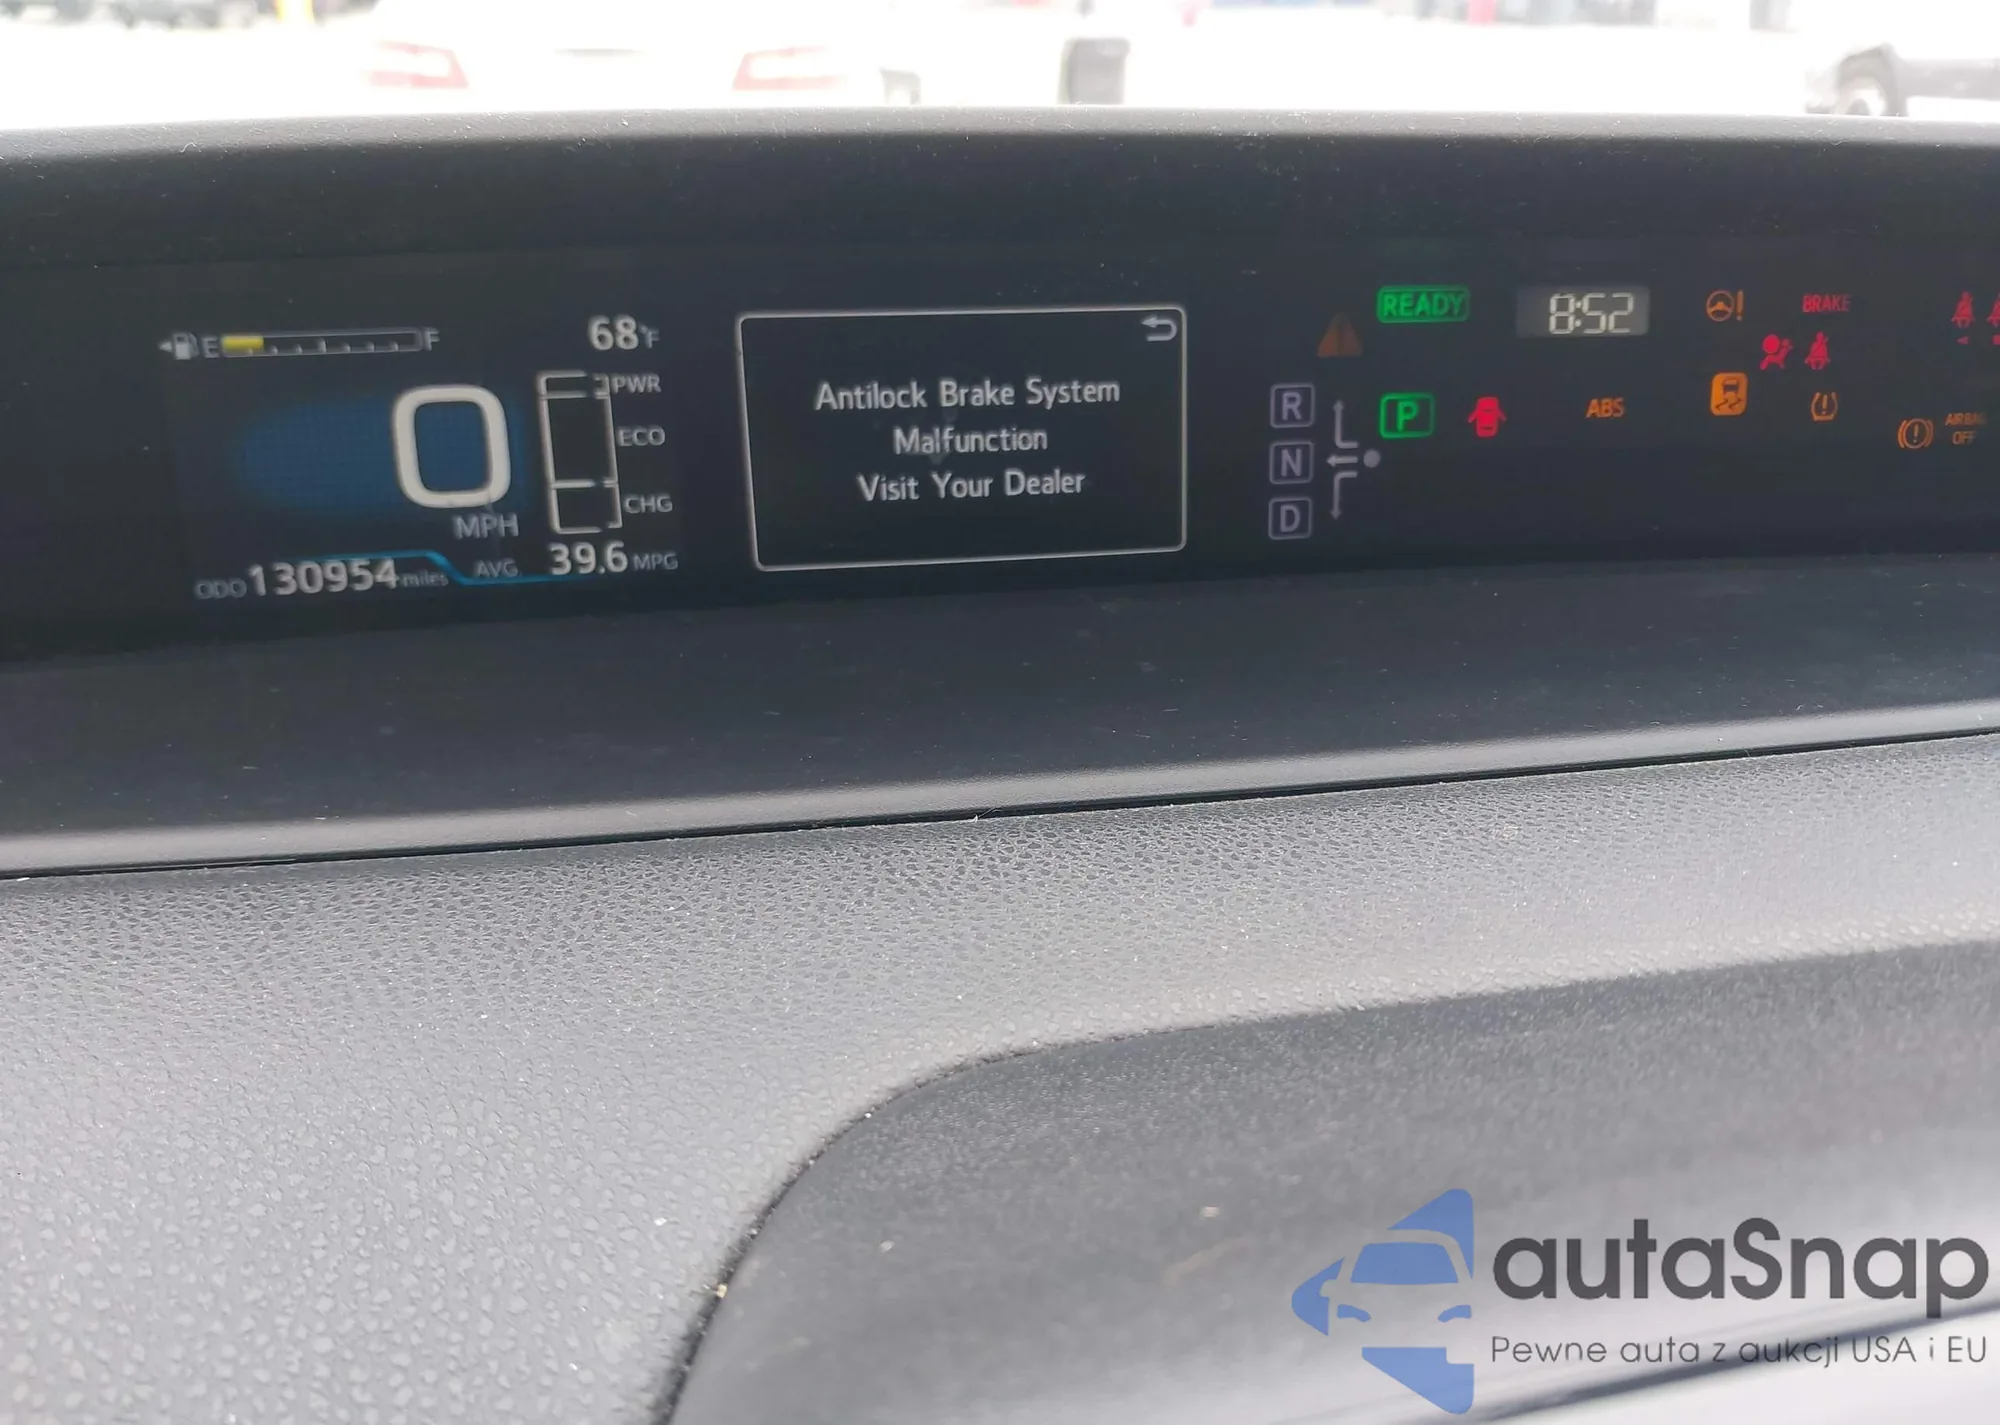 E F
68°F
PWR
ECO
CHG
0
MPH
ODO 130954 miles
AVG. 39.6 MPG
Antilock Brake System
Malfunction
Visit Your Dealer
READY
8:52
BRAKE
R
N
D
P
ABS
OFF
autaSnap
Pewne auta z aukcji USA i EU